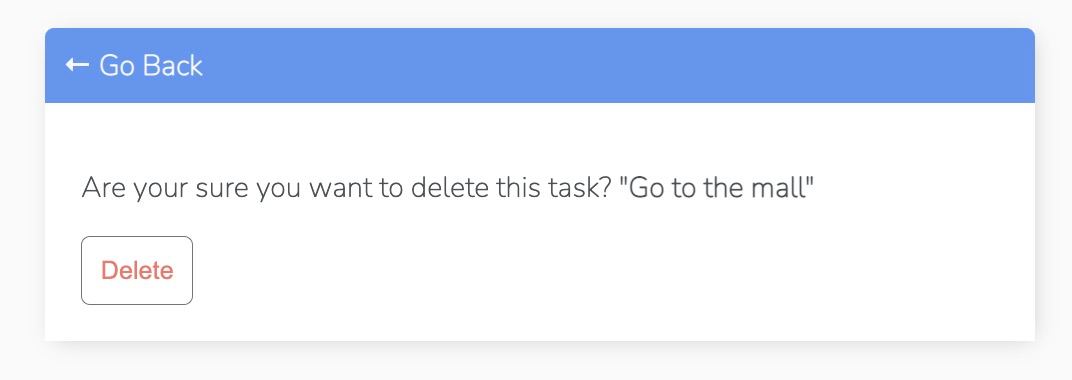 ← Go Back
Are your sure you want to delete this task? "Go to the mall"
Delete